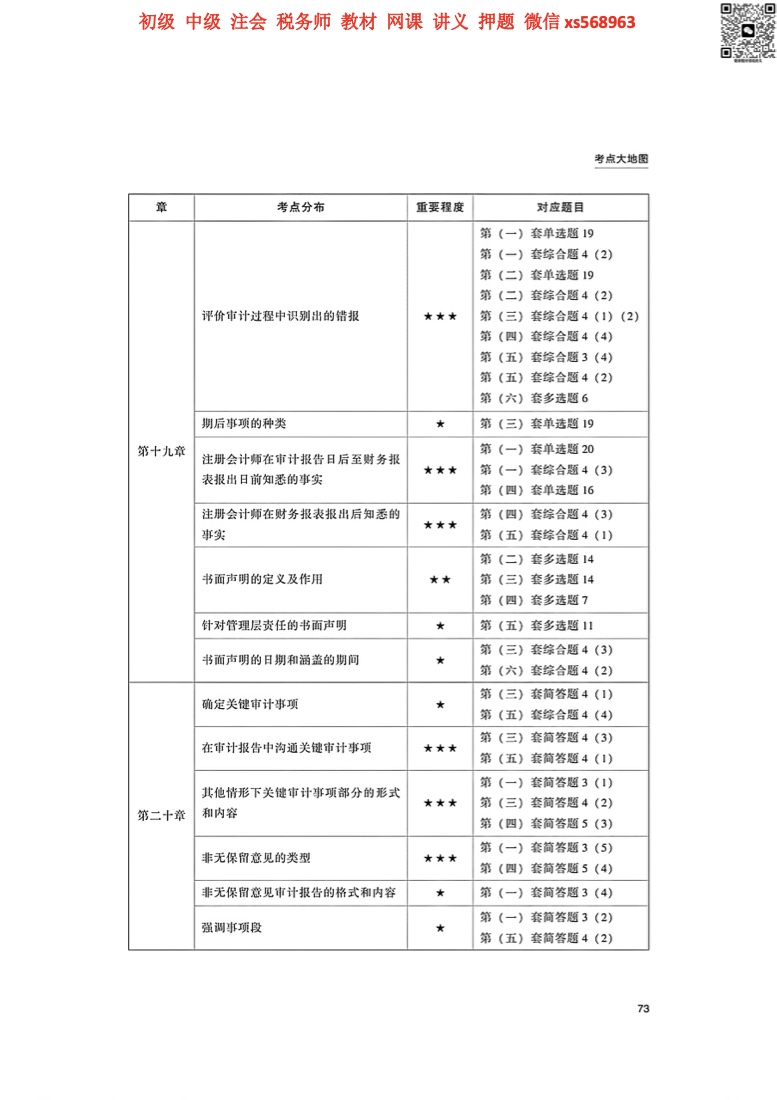 初级 中级 注会 税务师 教材 网课 讲义 押题 微信 xs568963
考点大地图
章 考点分布 重要程度 对应题目
第十九章
评价审计过程中识别出的错报 ★★★
第（一）套单选题 19
第（一）套综合题 4（2）
第（二）套单选题 19
第（二）套综合题 4（2）
第（三）套综合题 4（1）（2）
第（四）套综合题 4（4）
第（五）套综合题 3（4）
第（五）套综合题 4（2）
第（六）套多选题 6
期后事项的种类 ★ 第（三）套单选题 19
注册会计师在审计报告日后至财务报
表报出日前知悉的事实
★★★
第（一）套单选题 20
第（一）套综合题 4（3）
第（四）套单选题 16
注册会计师在财务报表报出后知悉的
事实
★★★
第（四）套综合题 4（3）
第（五）套综合题 4（1）
书面声明的定义及作用 ★★
第（二）套多选题 14
第（三）套多选题 14
第（四）套多选题 7
针对管理层责任的书面声明 ★ 第（五）套多选题 11
书面声明的日期和涵盖的期间 ★
第（三）套综合题 4（3）
第（六）套综合题 4（2）
第二十章
确定关键审计事项 ★
第（三）套简答题 4（1）
第（五）套综合题 4（4）
在审计报告中沟通关键审计事项 ★★★
第（三）套简答题 4（3）
第（五）套简答题 4（1）
其他情形下关键审计事项部分的形式
和内容
★★★
第（一）套简答题 3（1）
第（三）套简答题 4（2）
第（四）套简答题 5（3）
非无保留意见的类型 ★★★
第（一）套简答题 3（5）
第（四）套简答题 5（4）
非无保留意见审计报告的格式和内容 ★ 第（一）套简答题 3（4）
强调事项段 ★
第（一）套简答题 3（2）
第（五）套简答题 4（2）
73